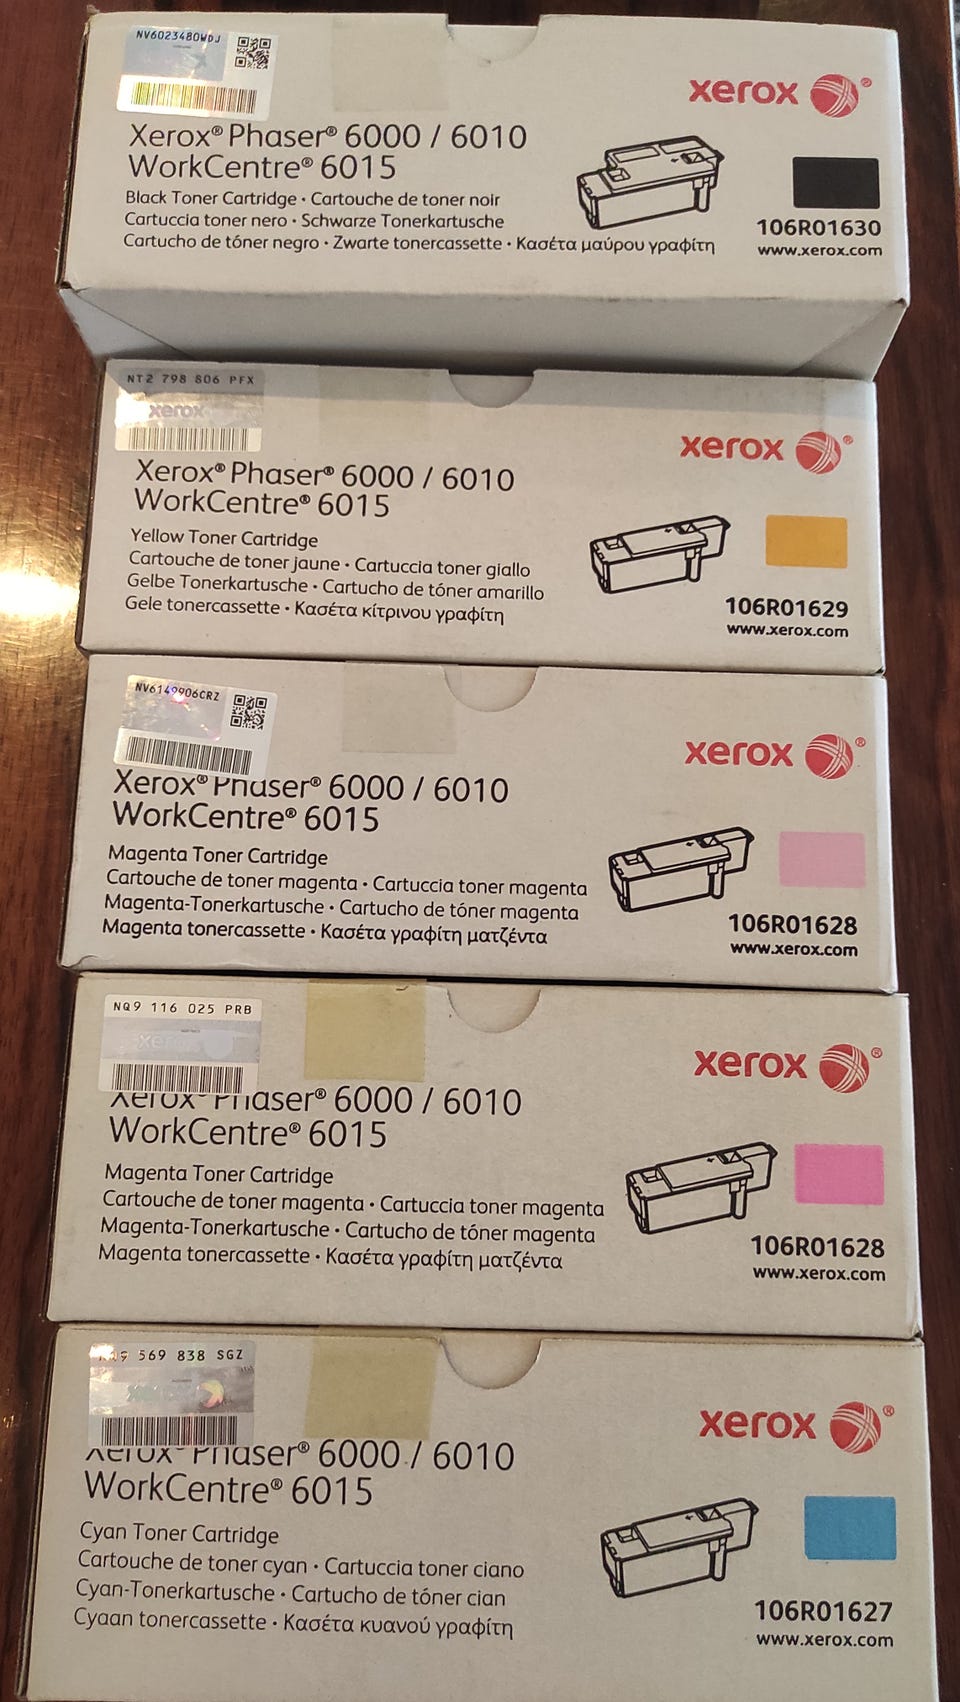 NV6023480WDJ
xerox®
Xerox® Phaser® 6000 / 6010
WorkCentre® 6015
Black Toner Cartridge • Cartouche de toner noir
Cartuccia toner nero • Schwarze Tonerkartusche
Cartucho de tóner negro • Zwarte tonercassette • Κασέτα μαύρου γραφίτη
106R01630
www.xerox.com
NT2 798 806 PFX
xerox
xerox®
Xerox® Phaser® 6000 / 6010
WorkCentre® 6015
Yellow Toner Cartridge
Cartouche de toner jaune • Cartuccia toner giallo
Gelbe Tonerkartusche • Cartucho de tóner amarillo
Gele tonercassette • Κασέτα κίτρινου γραφίτη
106R01629
www.xerox.com
NV6149906CRZ
xerox®
Xerox® Phaser® 6000 / 6010
WorkCentre® 6015
Magenta Toner Cartridge
Cartouche de toner magenta • Cartuccia toner magenta
Magenta-Tonerkartusche • Cartucho de tóner magenta
Magenta tonercassette • Κασέτα γραφίτη ματζέντα
106R01628
www.xerox.com
NQ9 116 025 PRB
xerox
xerox®
Xerox® Phaser® 6000 / 6010
WorkCentre® 6015
Magenta Toner Cartridge
Cartouche de toner magenta • Cartuccia toner magenta
Magenta-Tonerkartusche • Cartucho de tóner magenta
Magenta tonercassette • Κασέτα γραφίτη ματζέντα
106R01628
www.xerox.com
569 838 SGZ
xerox®
Xerox® Phaser® 6000 / 6010
WorkCentre® 6015
Cyan Toner Cartridge
Cartouche de toner cyan • Cartuccia toner ciano
Cyan-Tonerkartusche • Cartucho de tóner cian
Cyaan tonercassette • Κασέτα κυανού γραφίτη
106R01627
www.xerox.com